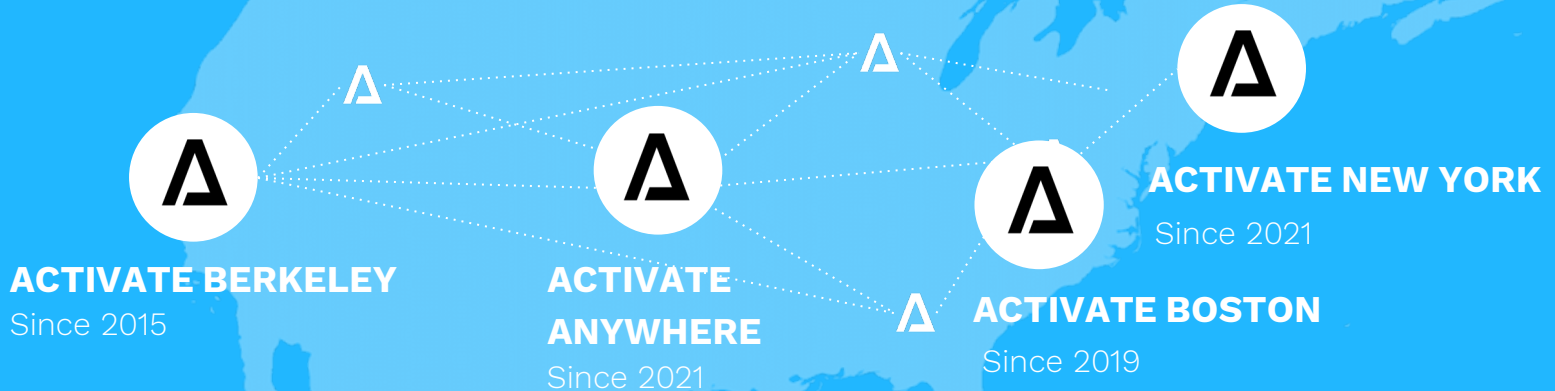 ACTIVATE BERKELEY
Since 2015
ACTIVATE
ANYWHERE
Since 2021
ACTIVATE BOSTON
Since 2019
ACTIVATE NEW YORK
Since 2021